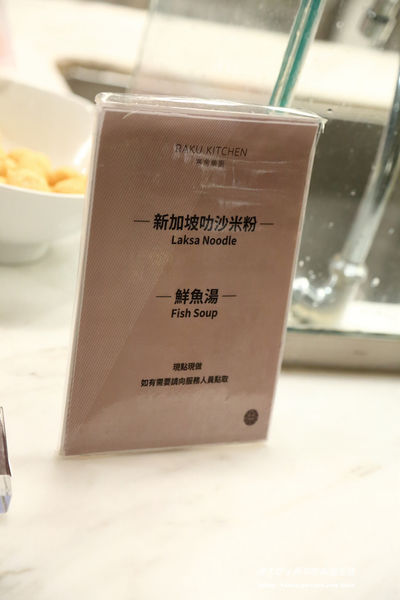 BAKU KITCHEN
— 新加坡叻沙米粉 —
Laksa Noodle
— 鮮魚湯 —
Fish Soup
現點現做
如有需要請向服務人員點取